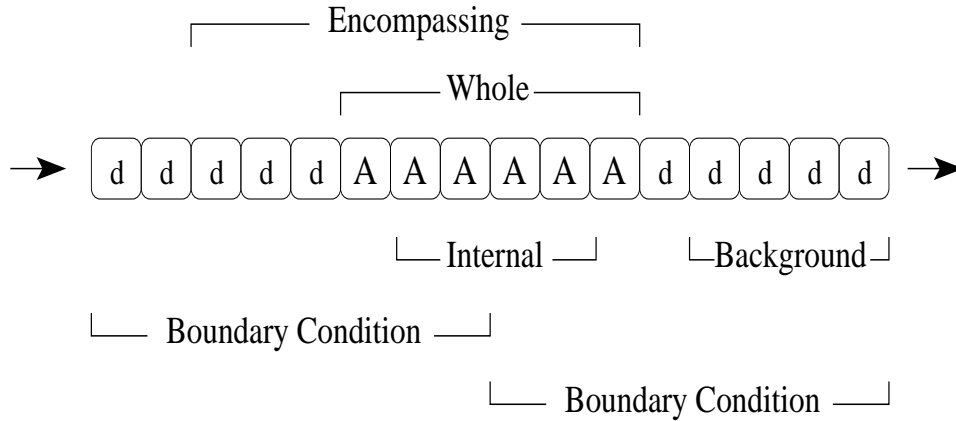 Encompassing
Whole
d d d d d A A A A A A d d d d d
Internal Background
Boundary Condition
Boundary Condition